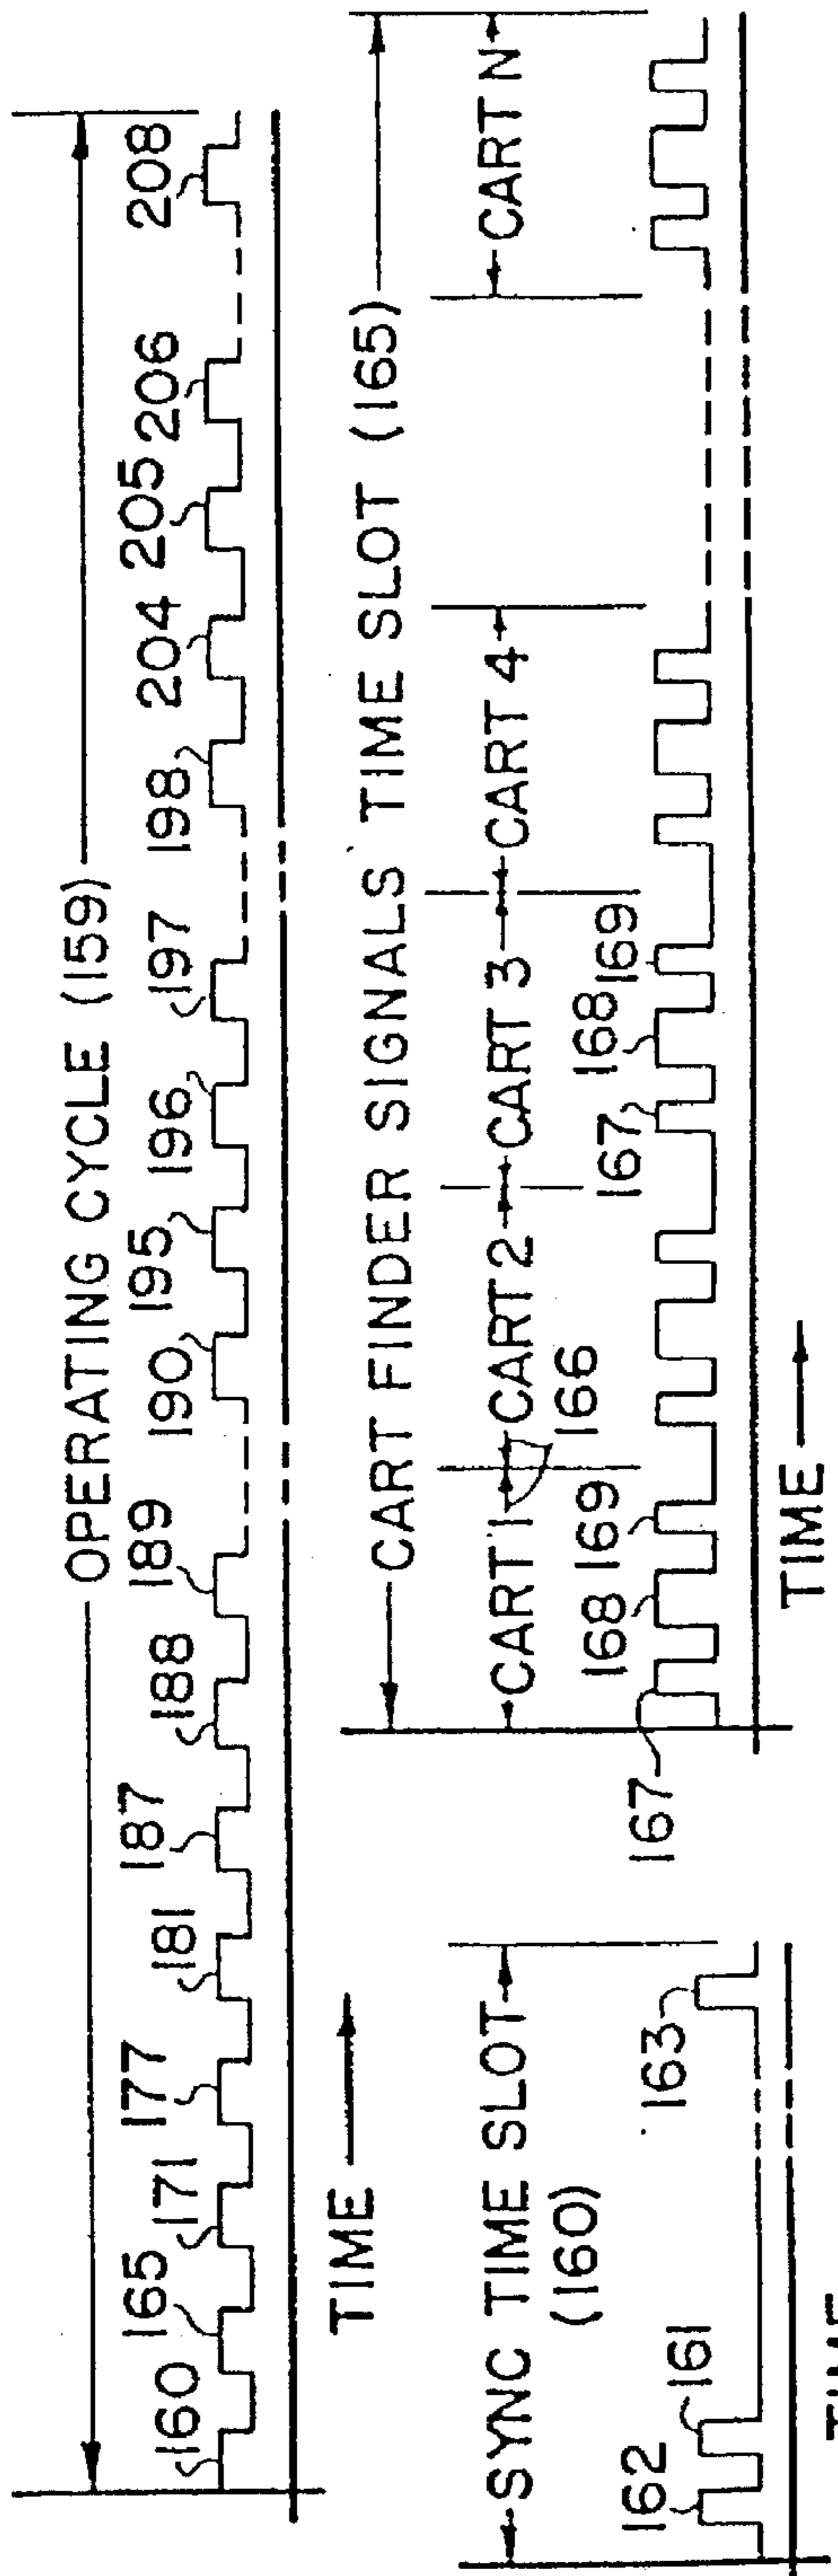 OPERATING CYCLE (159)
160 165 171 177 181 187 188 189 190 195 196 197 198 204 205 206 208
TIME
SYNC TIME SLOT
(160)
162 161 163
TIME
CART FINDER SIGNALS TIME SLOT (165)
CART 1 CART 2 CART 3 CART 4 CART N
166
167 168 169 167 168 169
TIME